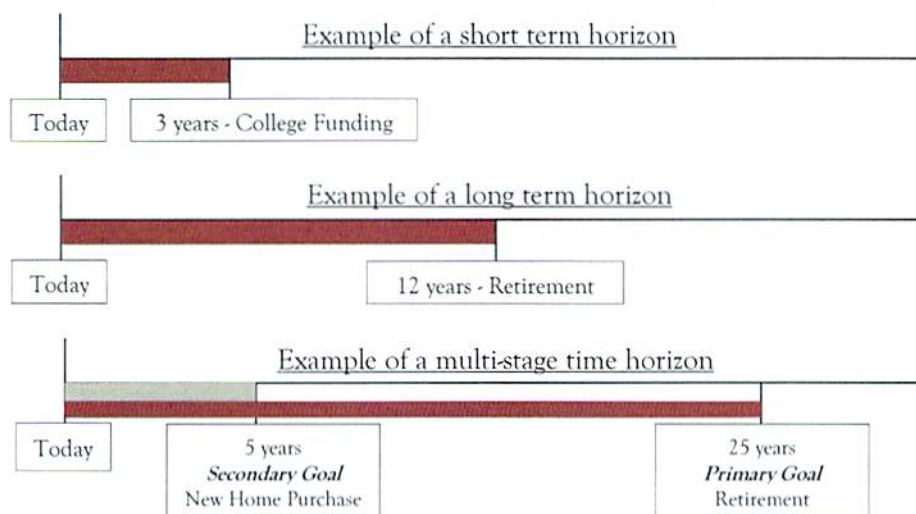 Example of a short term horizon
Today
3 years - College Funding
Example of a long term horizon
Today
12 years - Retirement
Example of a multi-stage time horizon
Today
5 years
Secondary Goal
New Home Purchase
25 years
Primary Goal
Retirement